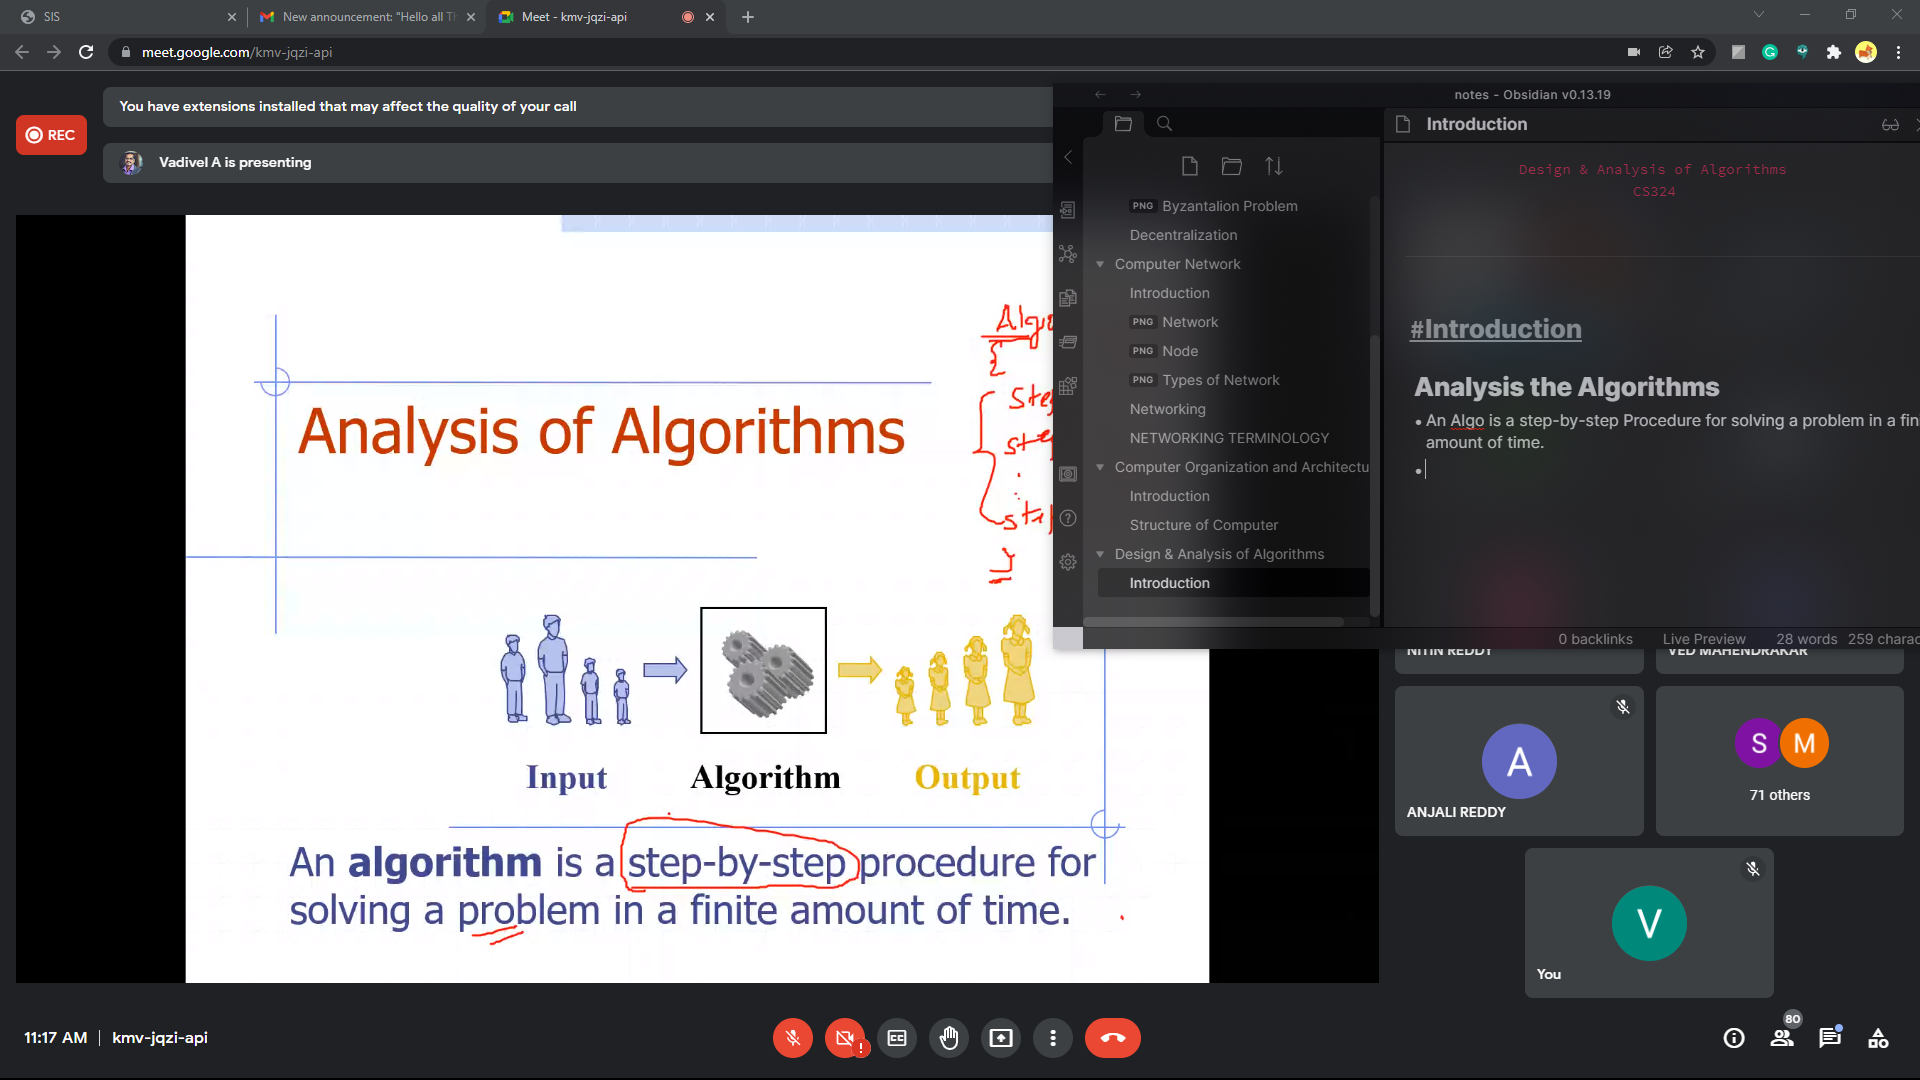 SIS
New announcement: "Hello all Th
Meet - kmv-jqzi-api
meet.google.com/kmv-jqzi-api
You have extensions installed that may affect the quality of your call
REC
Vadivel A is presenting
Analysis of Algorithms
Algo
Step
step
step
Input
Algorithm
Output
An algorithm is a step-by-step procedure for
solving a problem in a finite amount of time.
notes - Obsidian v0.13.19
Introduction
PNG Byzantalion Problem
Decentralization
Computer Network
Introduction
PNG Network
PNG Node
PNG Types of Network
Networking
NETWORKING TERMINOLOGY
Computer Organization and Architectu
Introduction
Structure of Computer
Design & Analysis of Algorithms
Introduction
Design & Analysis of Algorithms
CS324
#Introduction
Analysis the Algorithms
• An Algo is a step-by-step Procedure for solving a problem in a fini
amount of time.
•
0 backlinks Live Preview 28 words 259 charac
NITIN REDDY
VED MAHENDRAKAR
A
ANJALI REDDY
S M
71 others
V
You
11:17 AM | kmv-jqzi-api
80